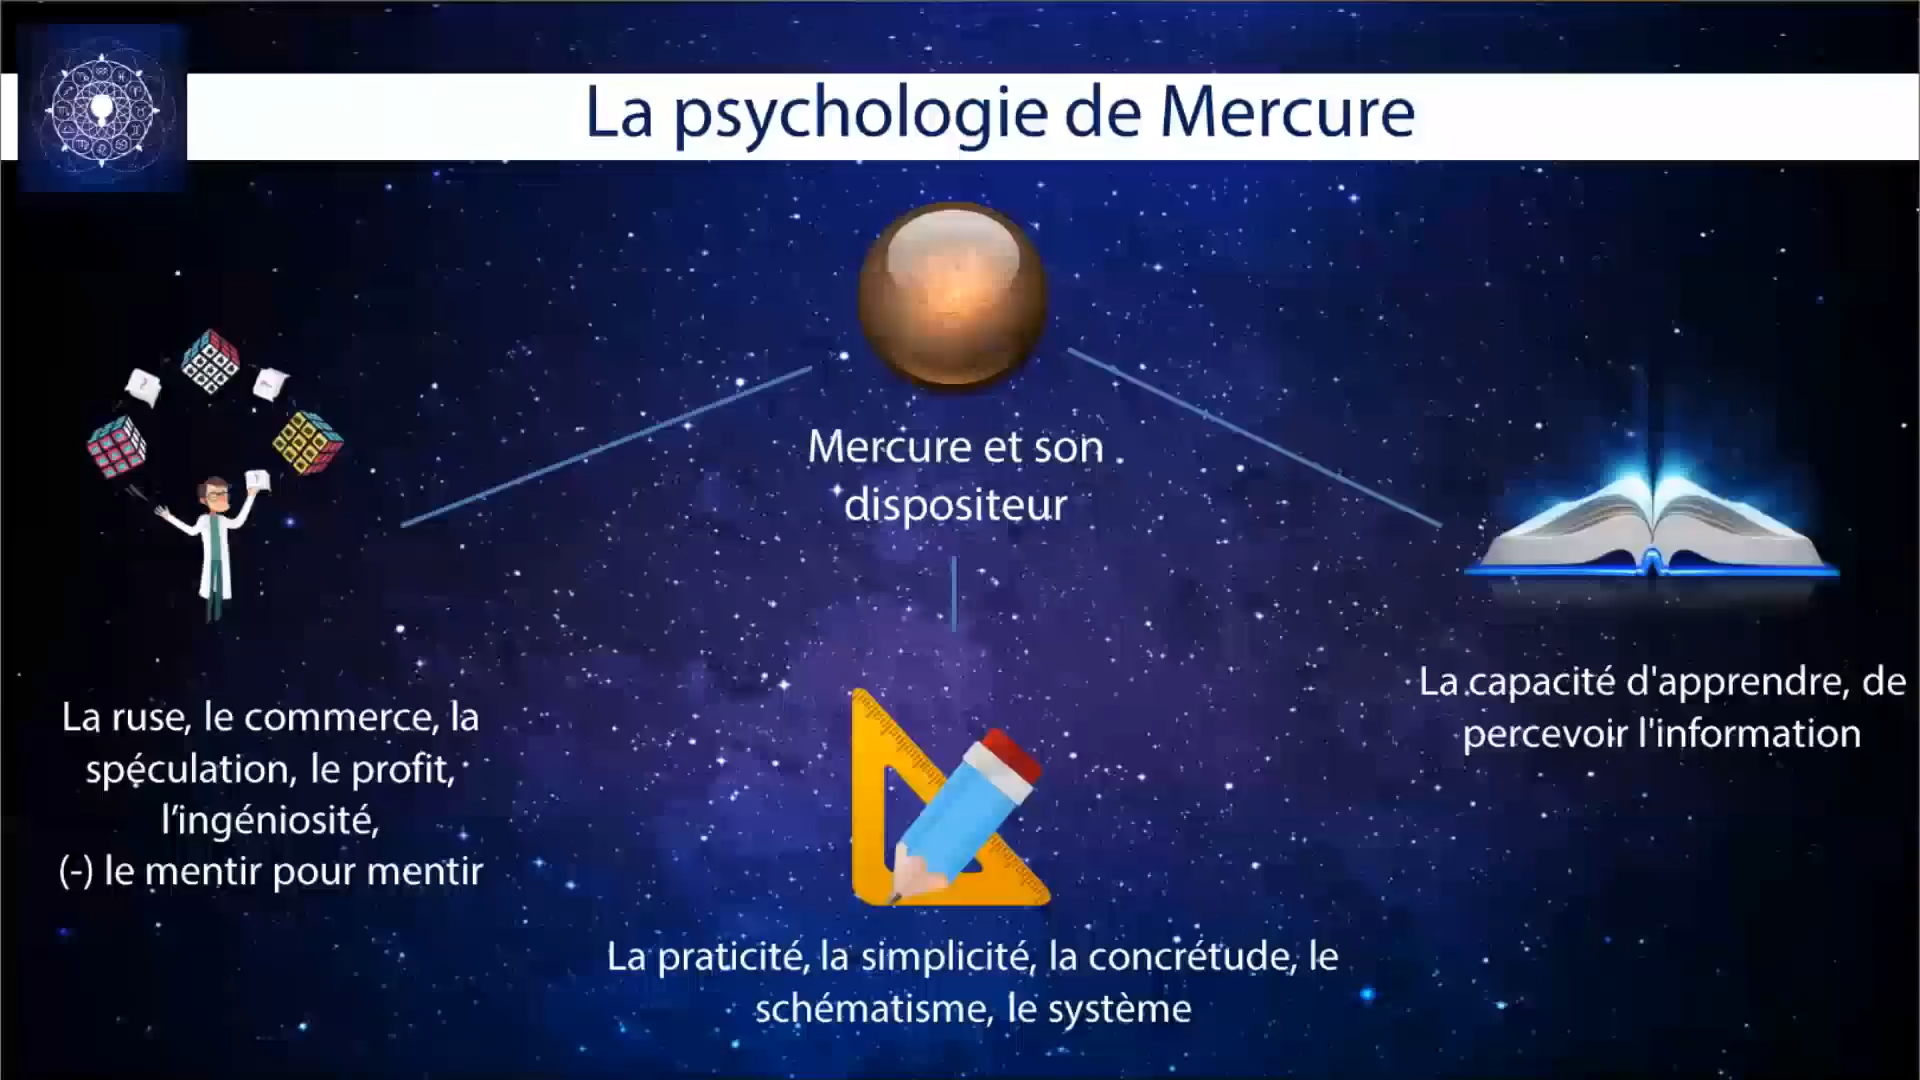 La psychologie de Mercure
Mercure et son
dispositeur
La ruse, le commerce, la
spéculation, le profit,
l’ingéniosité,
(-) le mentir pour mentir
La praticité, la simplicité, la concrétude, le
schématisme, le système
La capacité d'apprendre, de
percevoir l'information